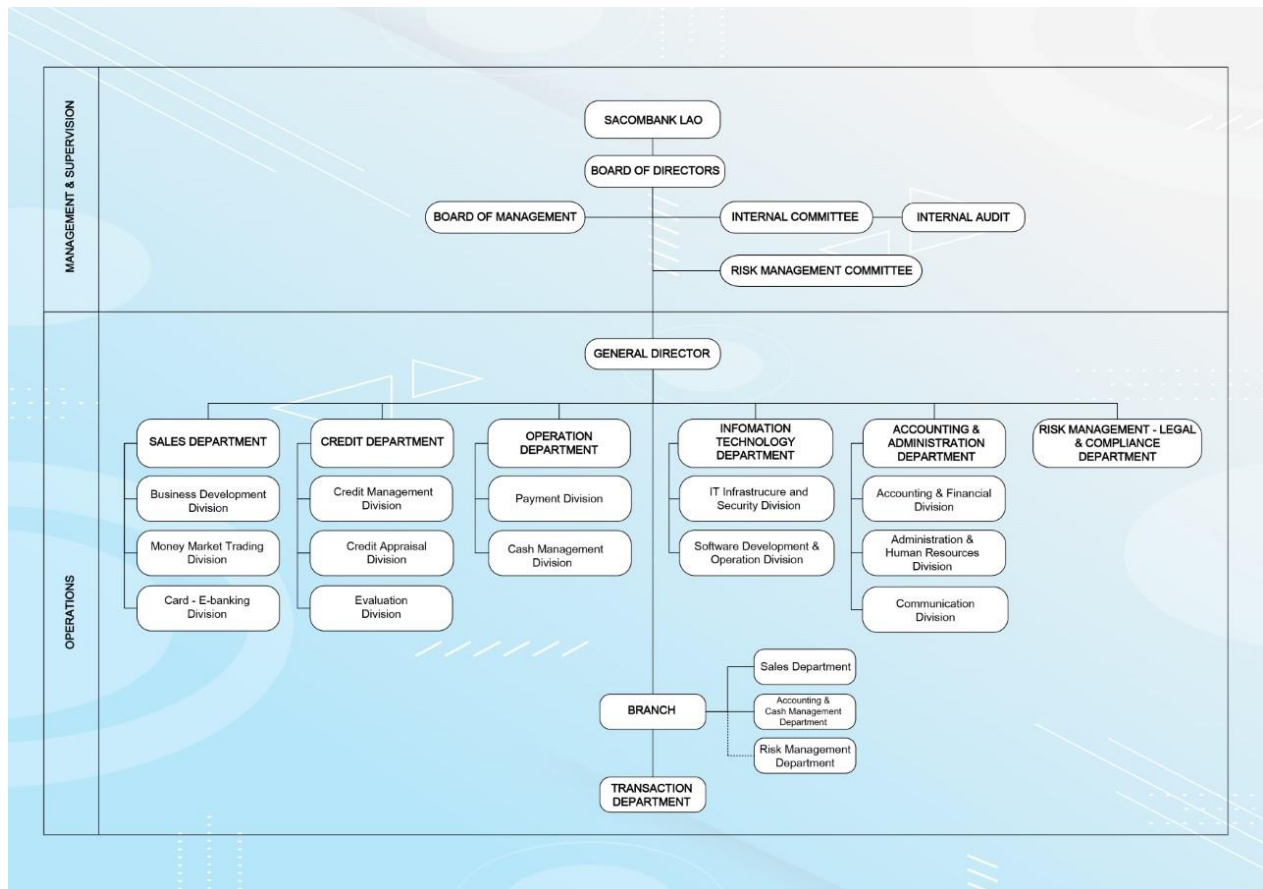 MANAGEMENT & SUPERVISION
SACOMBANK LAO
BOARD OF DIRECTORS
BOARD OF MANAGEMENT
INTERNAL COMMITTEE
INTERNAL AUDIT
RISK MANAGEMENT COMMITTEE
OPERATIONS
GENERAL DIRECTOR
SALES DEPARTMENT
Business Development
Division
Money Market Trading
Division
Card - E-banking
Division
CREDIT DEPARTMENT
Credit Management
Division
Credit Appraisal
Division
Evaluation
Division
OPERATION
DEPARTMENT
Payment Division
Cash Management
Division
INFOMATION
TECHNOLOGY
DEPARTMENT
IT Infrastrucure and
Security Division
Software Development &
Operation Division
ACCOUNTING &
ADMINISTRATION
DEPARTMENT
Accounting & Financial
Division
Administration &
Human Resources
Division
Communication
Division
RISK MANAGEMENT - LEGAL
& COMPLIANCE
DEPARTMENT
BRANCH
Sales Department
Accounting &
Cash Management
Department
Risk Management
Department
TRANSACTION
DEPARTMENT